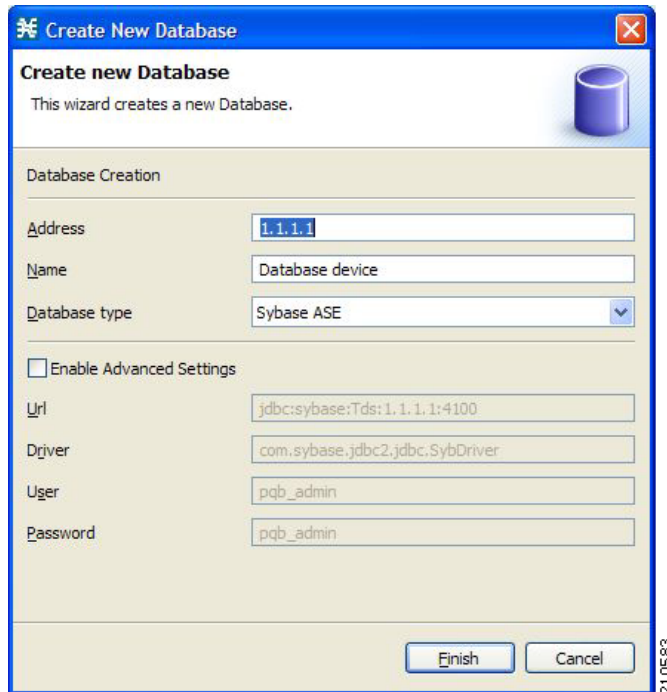 Create New Database
Create new Database
This wizard creates a new Database.
Database Creation
Address 1.1.1.1
Name Database device
Database type Sybase ASE
Enable Advanced Settings
Url jdbc:sybase:Tds:1.1.1.1:4100
Driver com.sybase.jdbc2.jdbc.SybDriver
User pqb_admin
Password pqb_admin
Finish Cancel
210583